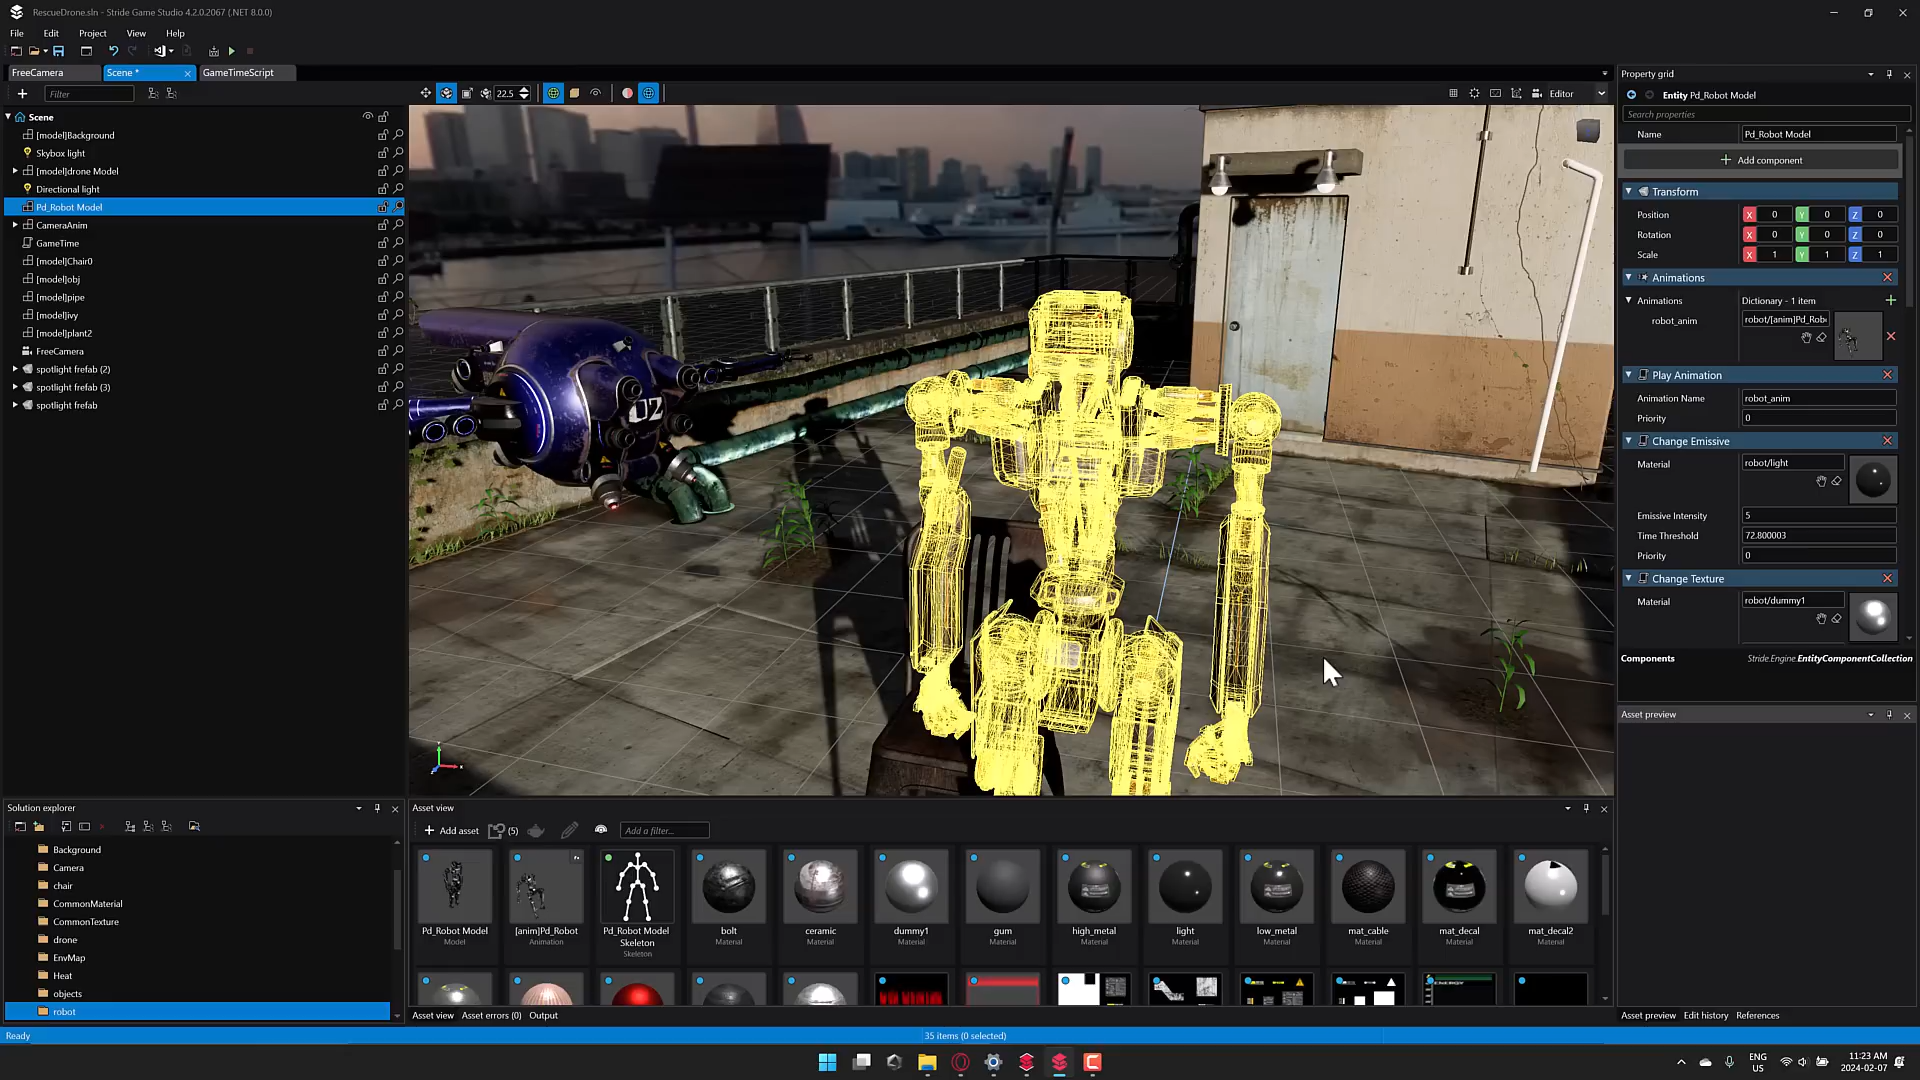 RescueDrone.sln - Stride Game Studio 4.2.0.2067 (.NET 8.0.0)
File Edit Project View Help
FreeCamera Scene * GameTimeScript
Filter
22.5
Editor
Scene
[model]Background
Skybox light
[model]drone Model
Directional light
Pd_Robot Model
CameraAnim
GameTime
[model]Chair0
[model]obj
[model]pipe
[model]ivy
[model]plant2
FreeCamera
spotlight frefab (2)
spotlight frefab (3)
spotlight frefab
02
Property grid
Entity Pd_Robot Model
Search properties
Name Pd_Robot Model
Add component
Transform
Position X 0 Y 0 Z 0
Rotation X 0 Y 0 Z 0
Scale X 1 Y 1 Z 1
Animations
Animations Dictionary - 1 item
robot_anim robot/[anim]Pd_Rob
Play Animation
Animation Name robot_anim
Priority 0
Change Emissive
Material robot/light
Emissive Intensity 5
Time Threshold 72.800003
Priority 0
Change Texture
Material robot/dummy1
Components Stride.Engine.EntityComponentCollection
Asset preview
Solution explorer
Background
Camera
chair
CommonMaterial
CommonTexture
drone
EnvMap
Heat
objects
robot
Asset view
Add asset (5) Add a filter...
Pd_Robot Model
Model
[anim]Pd_Robot
Animation
Pd_Robot Model
Skeleton
Skeleton
bolt
Material
ceramic
Material
dummy1
Material
gum
Material
high_metal
Material
light
Material
low_metal
Material
mat_cable
Material
mat_decal
Material
mat_decal2
Material
ENERGY
Asset view Asset errors (0) Output
Asset preview Edit history References
Ready
35 items (0 selected)
ENG
US
11:23 AM
2024-02-07